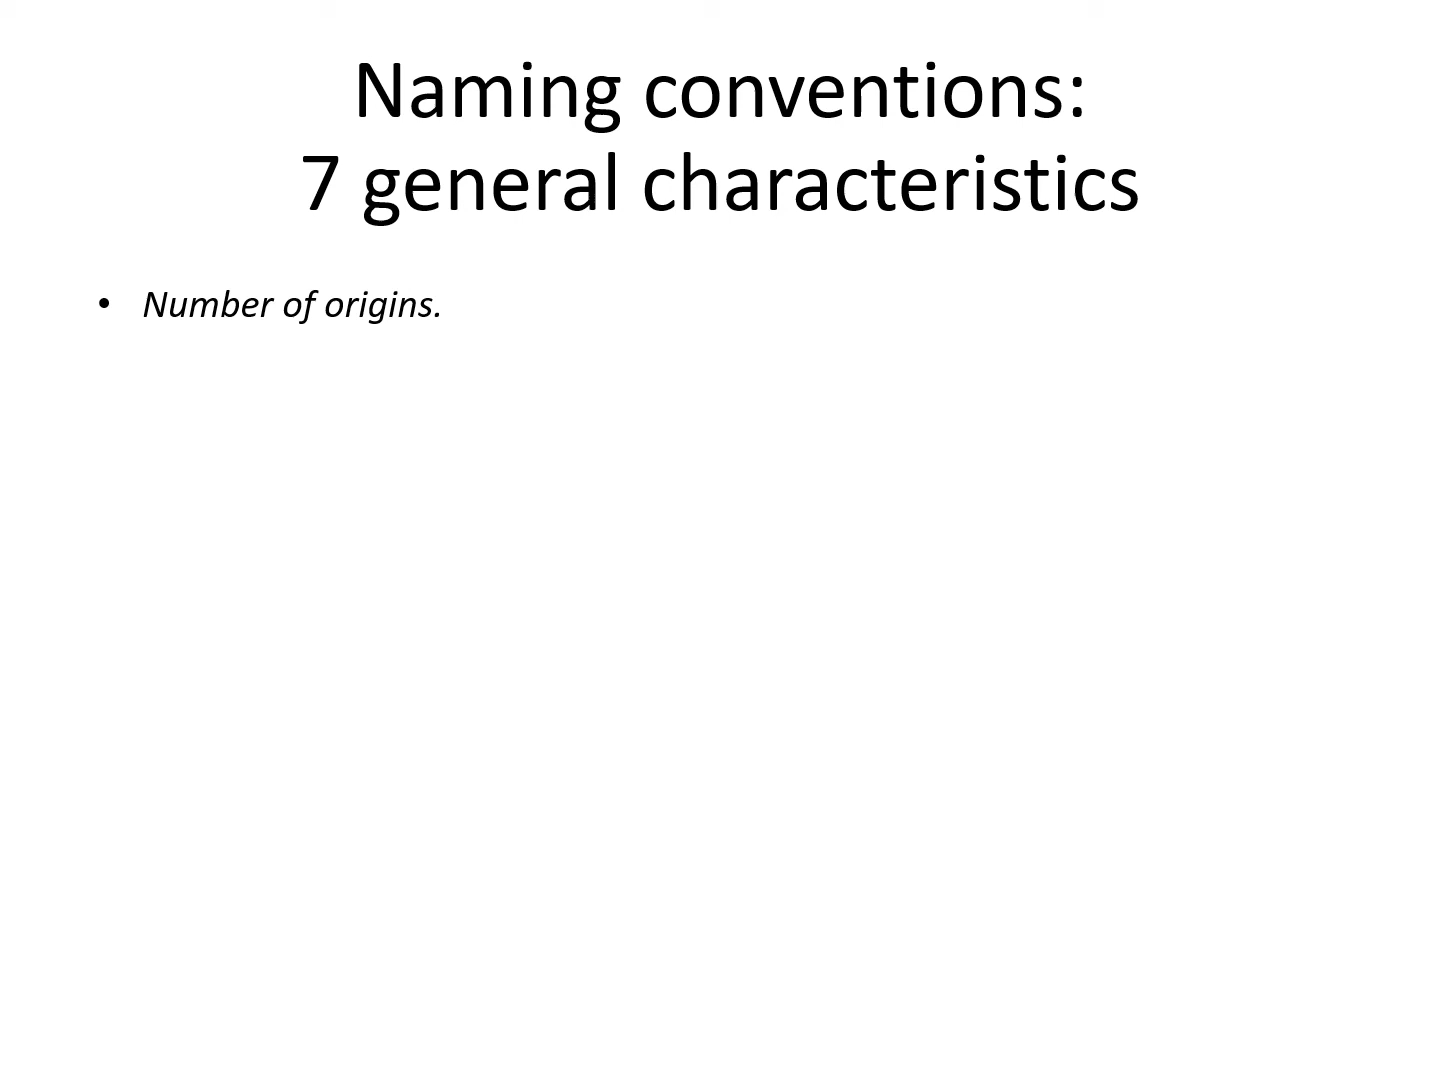 Naming conventions:
7 general characteristics
• Number of origins.